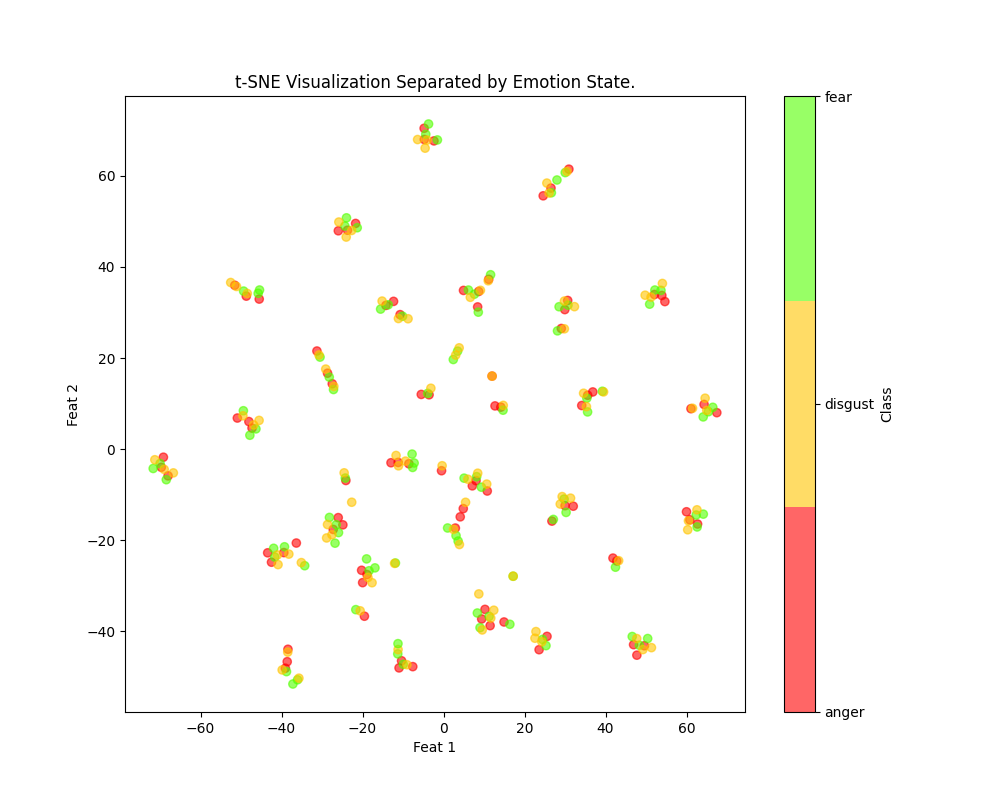 t-SNE Visualization Separated by Emotion State.
60
40
20
0
−20
−40
Feat 2
−60
−40
−20
0
20
40
60
Feat 1
fear
disgust
anger
Class